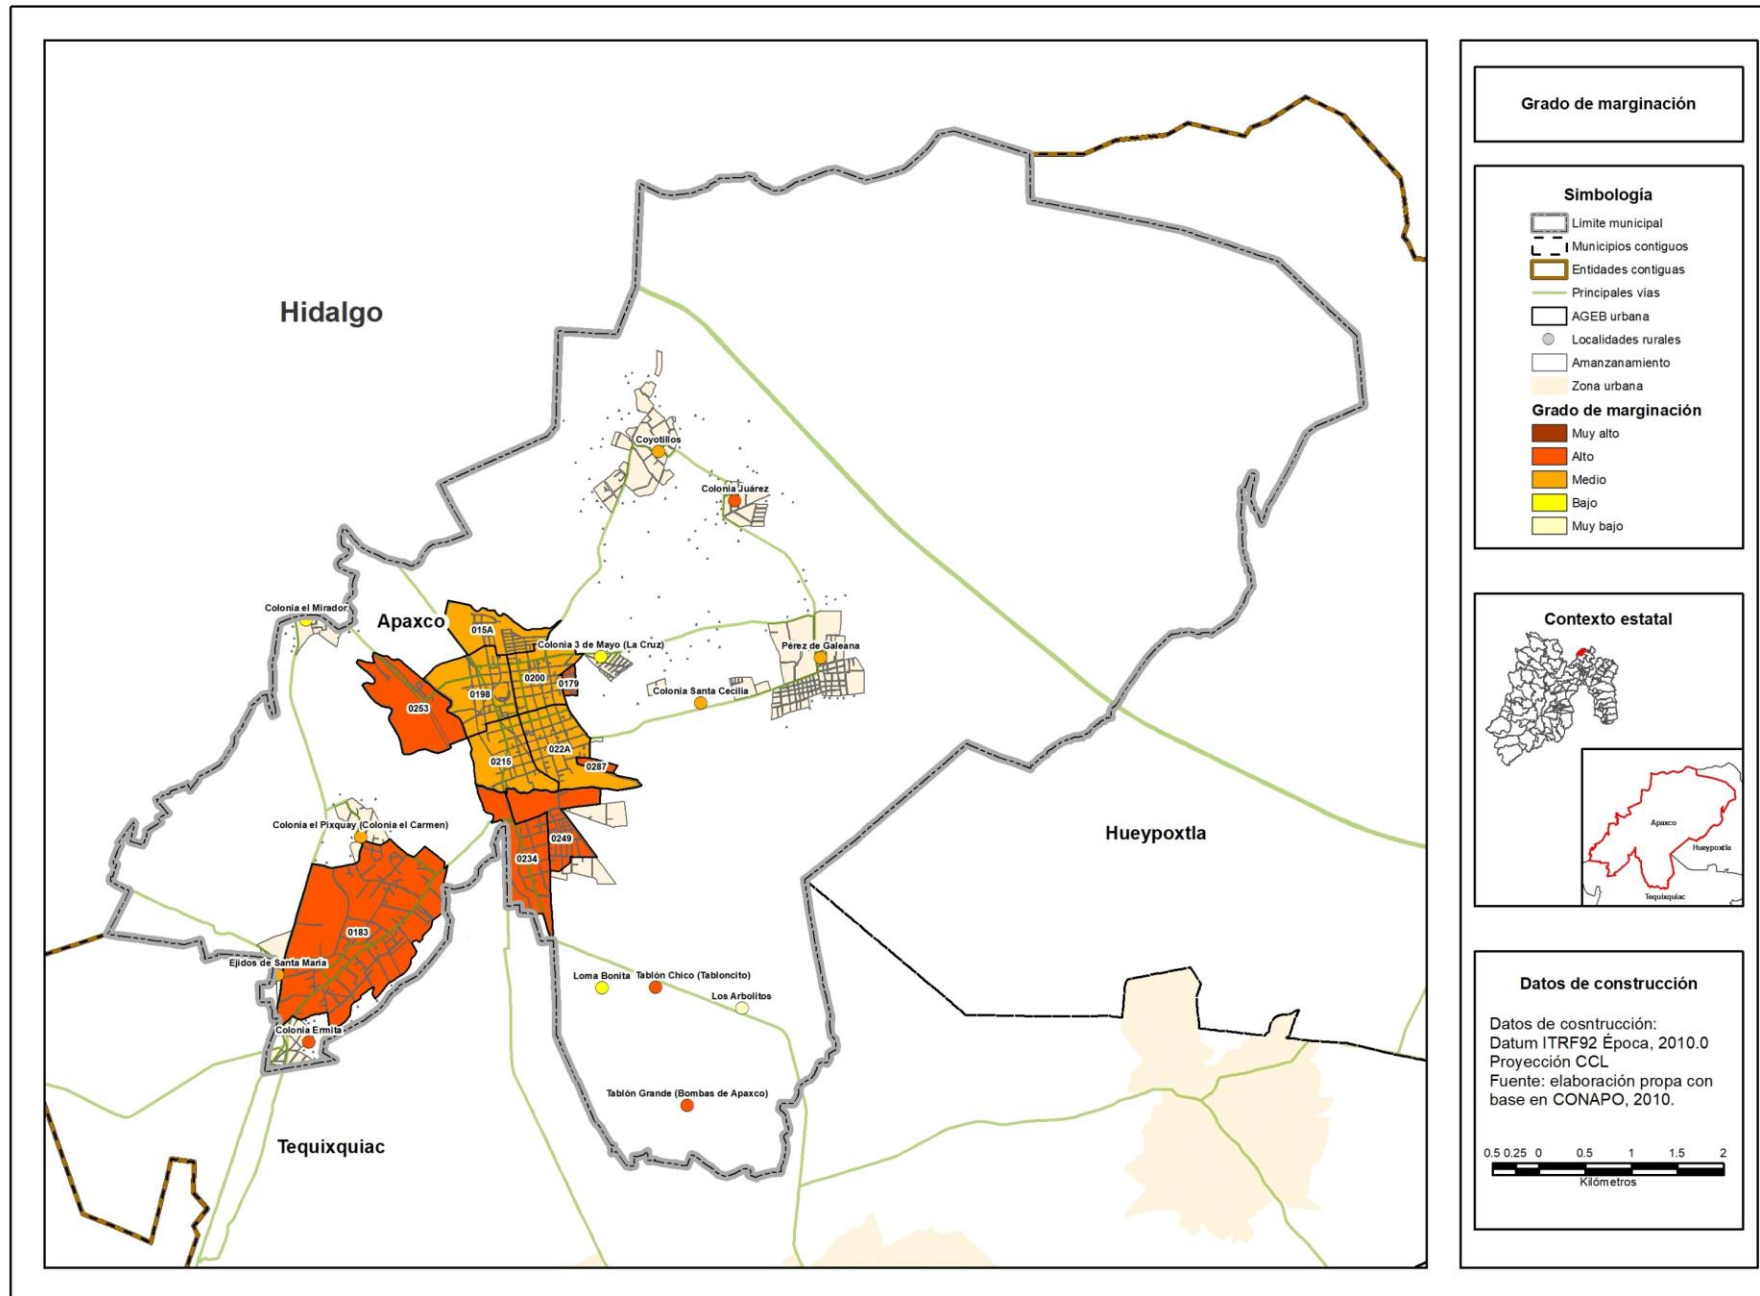 Hidalgo
Coyotillos
Colonia Juárez
Colonia el Mirador
Apaxco
015A
Colonia 3 de Mayo (La Cruz)
Pérez de Galeana
0200
0179
0198
Colonia Santa Cecilia
0253
022A
0215
0287
Colonia el Pixquay (Colonia el Carmen)
0249
0234
Hueypoxtla
0183
Ejidos de Santa María
Loma Bonita
Tablón Chico (Tabloncito)
Los Arbolitos
Colonia Ermita
Tablón Grande (Bombas de Apaxco)
Tequixquiac
Grado de marginación
Simbología
Límite municipal
Municipios contiguos
Entidades contiguas
Principales vías
AGEB urbana
Localidades rurales
Amanzanamiento
Zona urbana
Grado de marginación
Muy alto
Alto
Medio
Bajo
Muy bajo
Contexto estatal
Apaxco
Hueypoxtla
Tequixquiac
Datos de construcción
Datos de cosntrucción:
Datum ITRF92 Época, 2010.0
Proyección CCL
Fuente: elaboración propa con
base en CONAPO, 2010.
0.5 0.25 0 0.5 1 1.5 2
Kilómetros